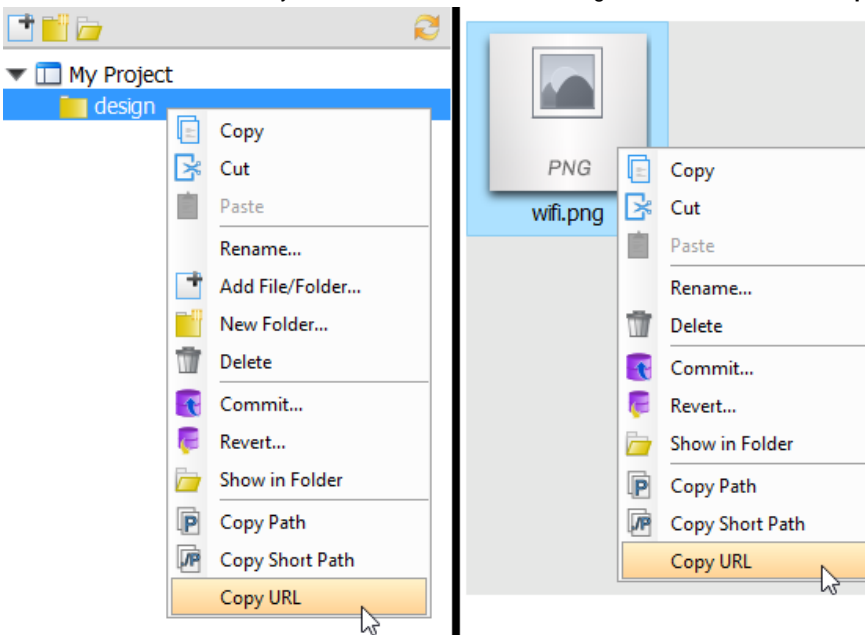 My Project
design
Copy
Cut
Paste
Rename...
Add File/Folder...
New Folder...
Delete
Commit...
Revert...
Show in Folder
Copy Path
Copy Short Path
Copy URL
PNG
wifi.png
Copy
Cut
Paste
Rename...
Delete
Commit...
Revert...
Show in Folder
Copy Path
Copy Short Path
Copy URL